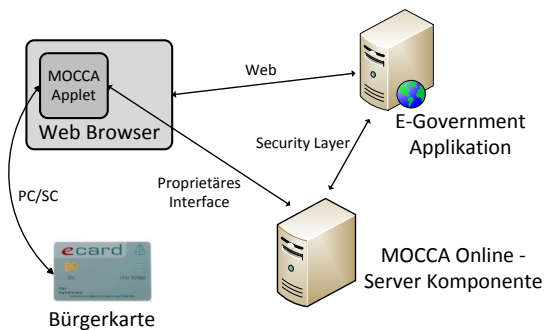 MOCCA
Applet
Web Browser
Web
E-Government
Applikation
Security Layer
Proprietäres
Interface
PC/SC
ecard
MOCCA Online -
Server Komponente
Bürgerkarte